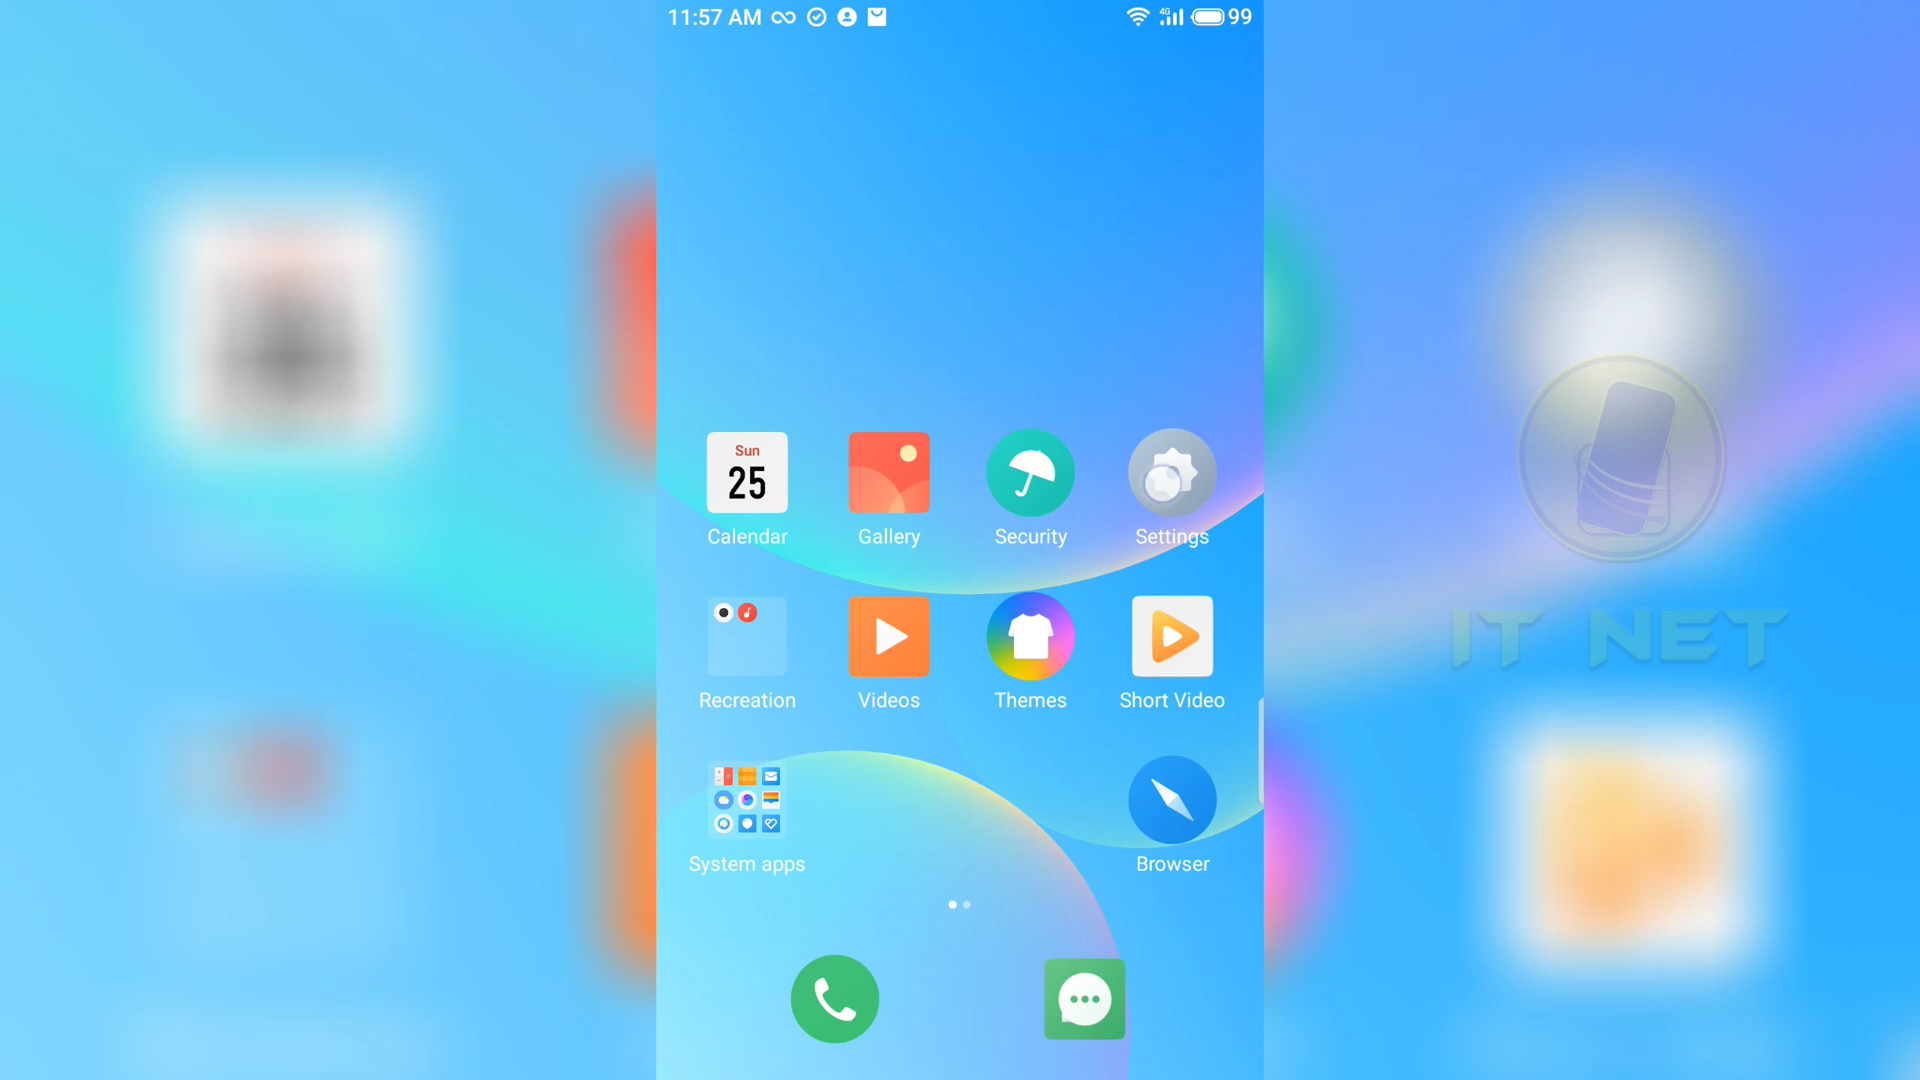 11:57 AM
4G
99
Sun
25
Calendar
Gallery
Security
Settings
Recreation
Videos
Themes
Short Video
System apps
Browser
IT NET